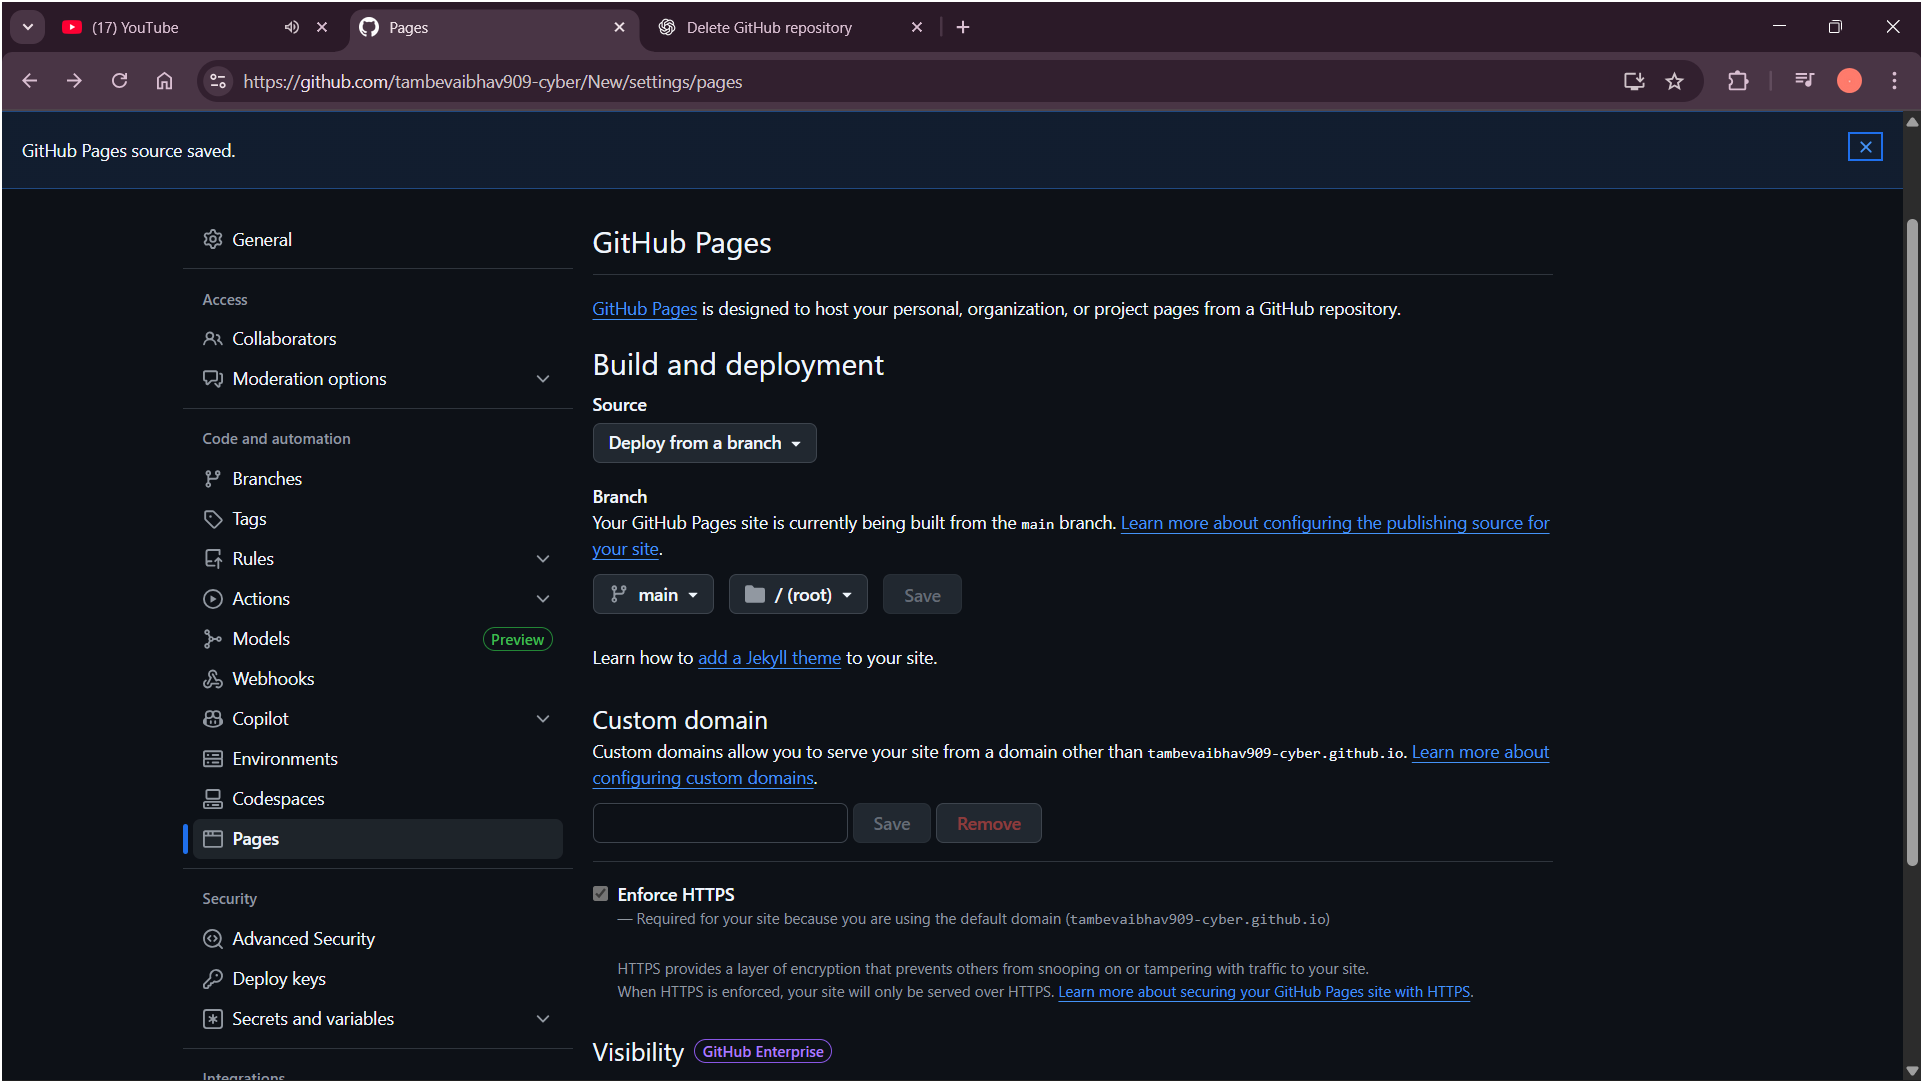 (17) YouTube
Pages
Delete GitHub repository
https://github.com/tambevaibhav909-cyber/New/settings/pages
GitHub Pages source saved.
General
Access
Collaborators
Moderation options
Code and automation
Branches
Tags
Rules
Actions
Models
Preview
Webhooks
Copilot
Environments
Codespaces
Pages
Security
Advanced Security
Deploy keys
Secrets and variables
Integrations
GitHub Pages
GitHub Pages is designed to host your personal, organization, or project pages from a GitHub repository.
Build and deployment
Source
Deploy from a branch
Branch
Your GitHub Pages site is currently being built from the main branch. Learn more about configuring the publishing source for
your site.
main
/ (root)
Save
Learn how to add a Jekyll theme to your site.
Custom domain
Custom domains allow you to serve your site from a domain other than tambevaibhav909-cyber.github.io. Learn more about
configuring custom domains.
Save
Remove
Enforce HTTPS
— Required for your site because you are using the default domain (tambevaibhav909-cyber.github.io)
HTTPS provides a layer of encryption that prevents others from snooping on or tampering with traffic to your site.
When HTTPS is enforced, your site will only be served over HTTPS. Learn more about securing your GitHub Pages site with HTTPS.
Visibility
GitHub Enterprise